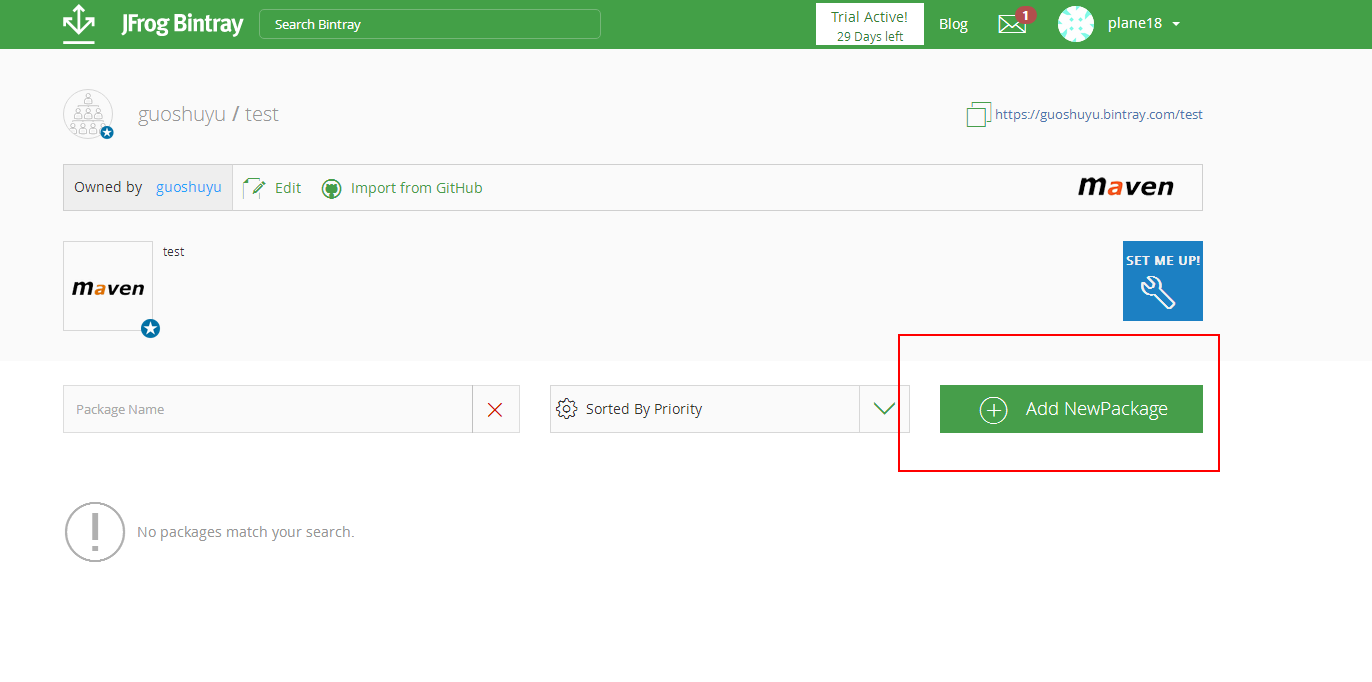 JFrog Bintray
Search Bintray
Trial Active!
29 Days left
Blog
1
plane18
guoshuyu / test
https://guoshuyu.bintray.com/test
Owned by guoshuyu
Edit
Import from GitHub
maven
maven
test
SET ME UP!
Package Name
Sorted By Priority
Add NewPackage
No packages match your search.